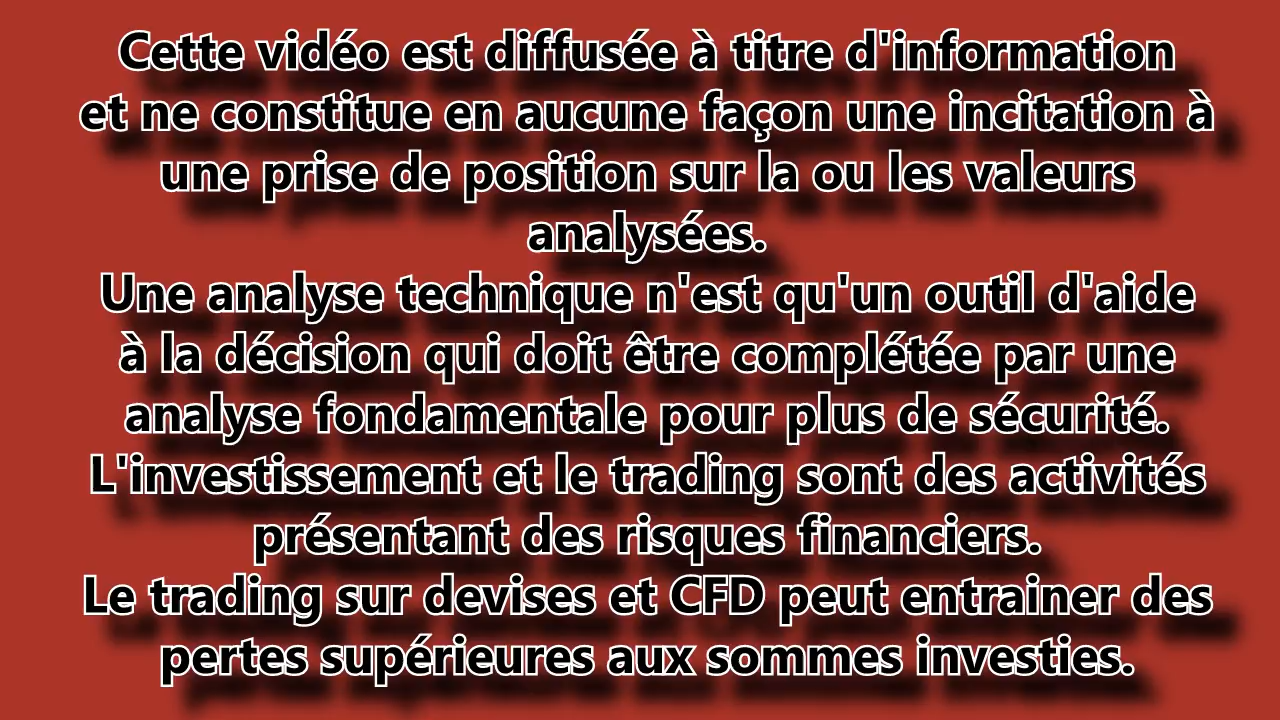 Cette vidéo est diffusée à titre d'information
et ne constitue en aucune façon une incitation à
une prise de position sur la ou les valeurs
analysées.
Une analyse technique n'est qu'un outil d'aide
à la décision qui doit être complétée par une
analyse fondamentale pour plus de sécurité.
L'investissement et le trading sont des activités
présentant des risques financiers.
Le trading sur devises et CFD peut entrainer des
pertes supérieures aux sommes investies.